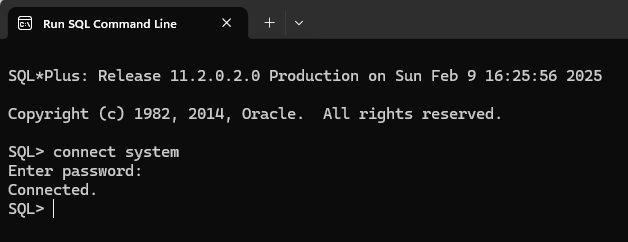 Run SQL Command Line
SQL*Plus: Release 11.2.0.2.0 Production on Sun Feb 9 16:25:56 2025
Copyright (c) 1982, 2014, Oracle.  All rights reserved.
SQL> connect system
Enter password:
Connected.
SQL>